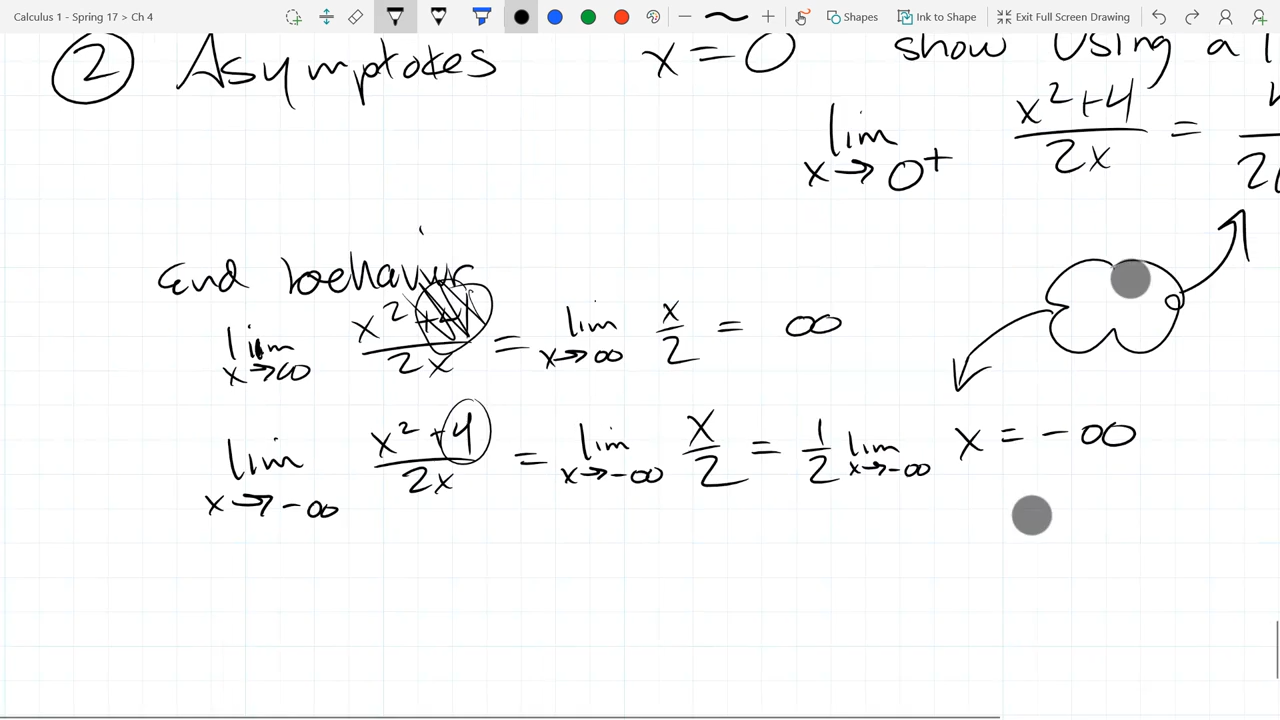 Calculus 1 - Spring 17 > Ch 4
Shapes
Ink to Shape
Exit Full Screen Drawing
② Asymptotes x = 0 show using a
lim x→0⁺ (x²+4)/(2x) =
End behavior
lim x→∞ (x²+4)/(2x) = lim x→∞ x/2 = ∞
lim x→-∞ (x²+4)/(2x) = lim x→-∞ x/2 = 1/2 lim x→-∞ x = -∞